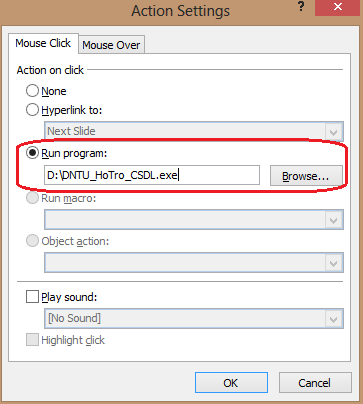 Action Settings
Mouse Click
Mouse Over
Action on click
None
Hyperlink to:
Next Slide
Run program:
D:\DNTU_HoTro_CSDL.exe
Browse...
Run macro:
Object action:
Play sound:
[No Sound]
Highlight click
OK
Cancel